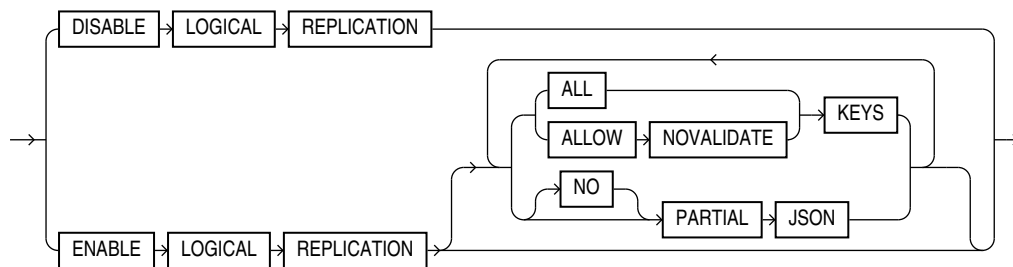 DISABLE LOGICAL REPLICATION
ALL
KEYS
ALLOW NOVALIDATE
NO
PARTIAL JSON
ENABLE LOGICAL REPLICATION